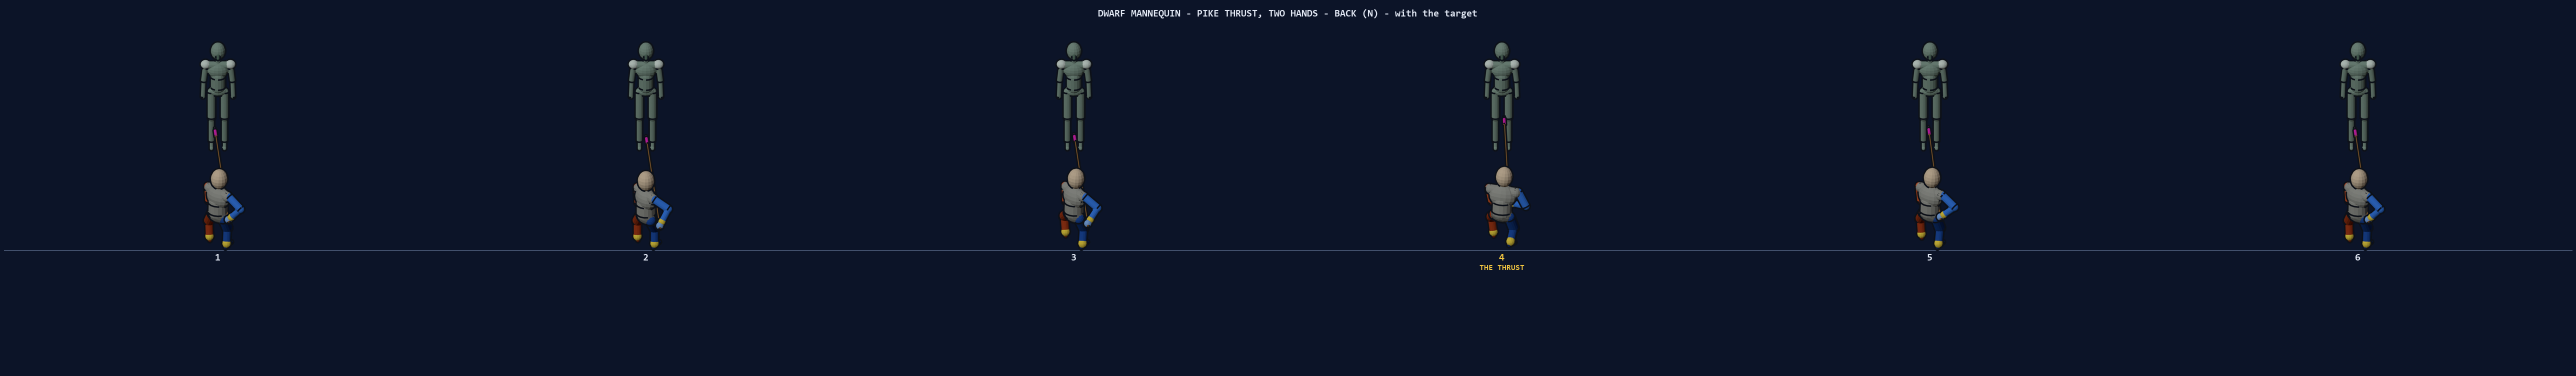 DWARF MANNEQUIN - PIKE THRUST, TWO HANDS - BACK (N) - with the target
1 2 3 4 5 6
THE THRUST